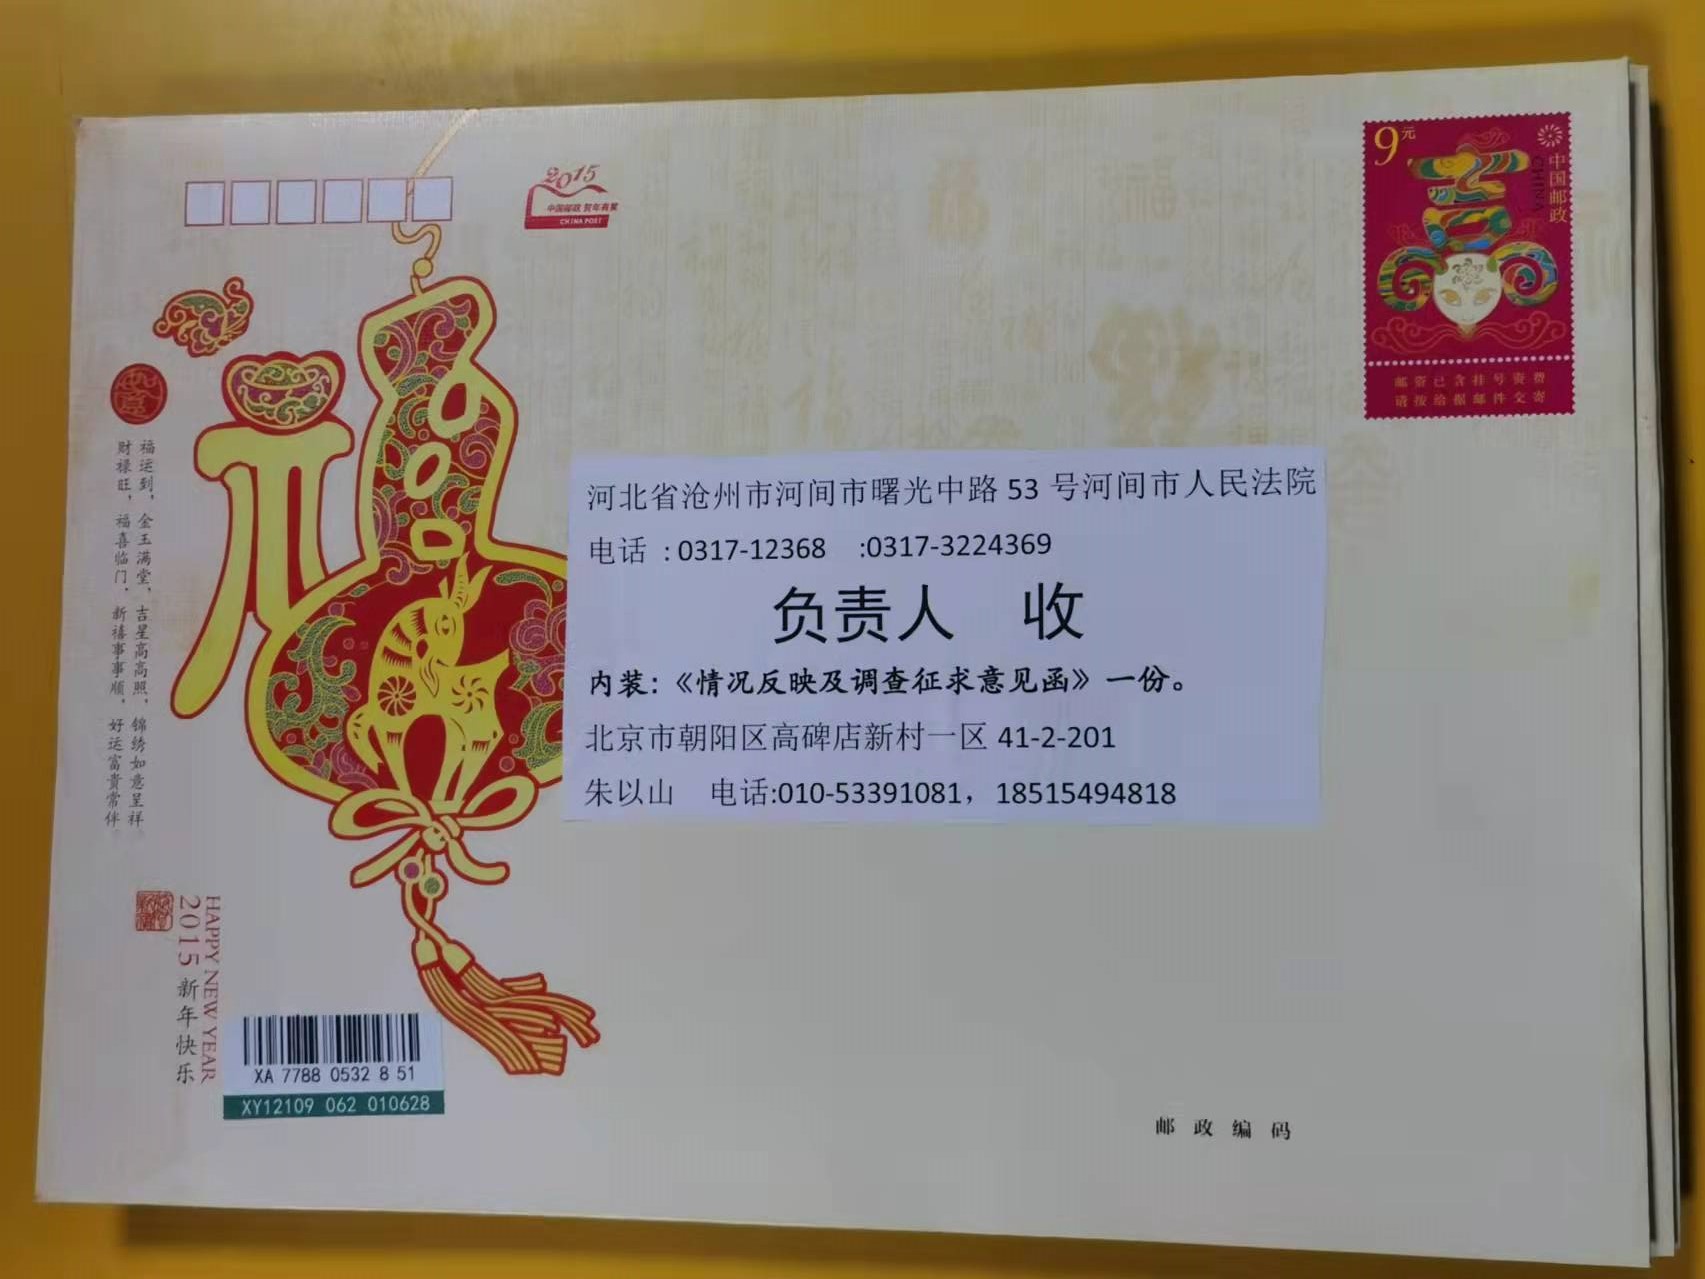 2015
中国邮政 贺年有奖
CHINA POST
9元
中国邮政
CHINA
邮资已含挂号资费
请按给据邮件交寄
福运到，金玉满堂，吉星高高照，锦绣如意呈祥
财禄旺，福喜临门，新禧事事顺，好运富贵常伴
河北省沧州市河间市曙光中路 53 号河间市人民法院
电话 ：0317-12368 :0317-3224369
负责人 收
内装：《情况反映及调查征求意见函》一份。
北京市朝阳区高碑店新村一区 41-2-201
朱以山 电话:010-53391081，18515494818
HAPPY NEW YEAR
2015 新年快乐
XA 7788 0532 8 51
XY12109 062 010628
邮政编码